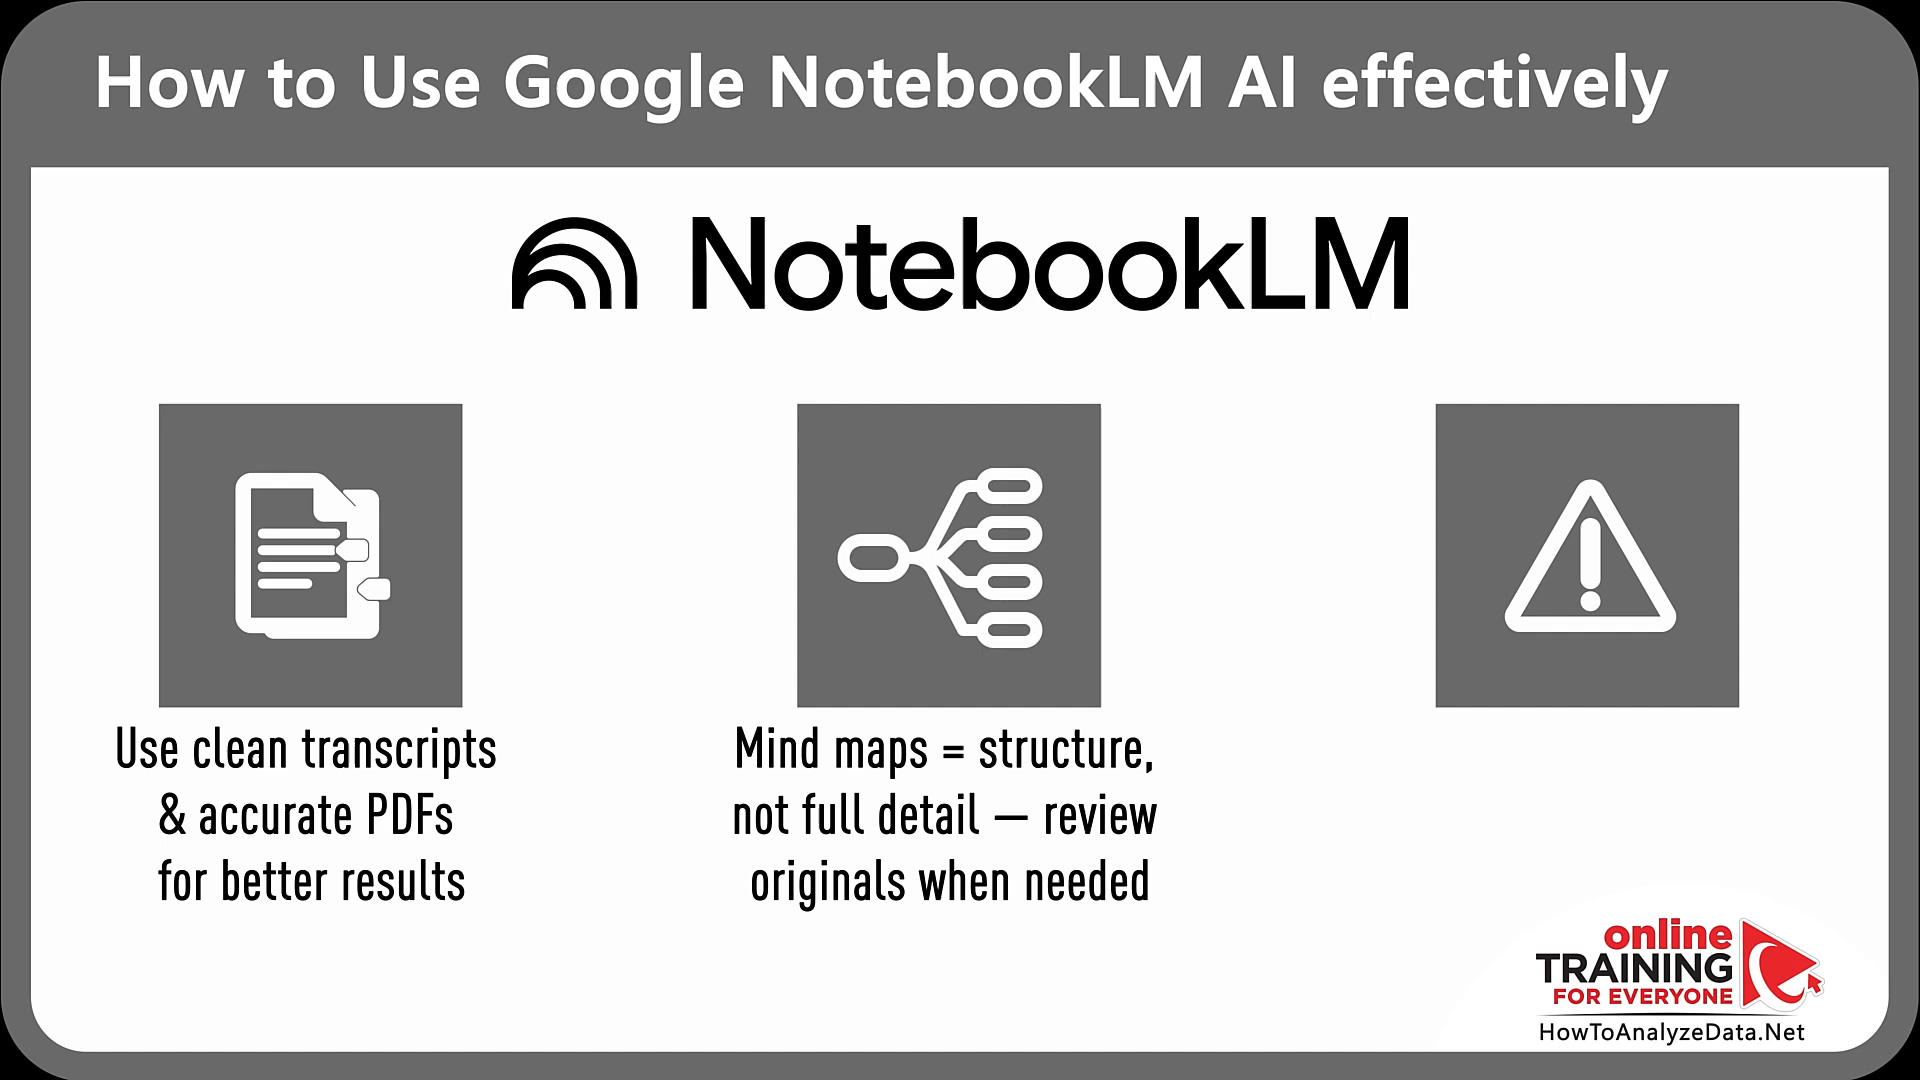 How to Use Google NotebookLM AI effectively
NotebookLM
Use clean transcripts
& accurate PDFs
for better results
Mind maps = structure,
not full detail — review
originals when needed
online
TRAINING
FOR EVERYONE
HowToAnalyzeData.Net